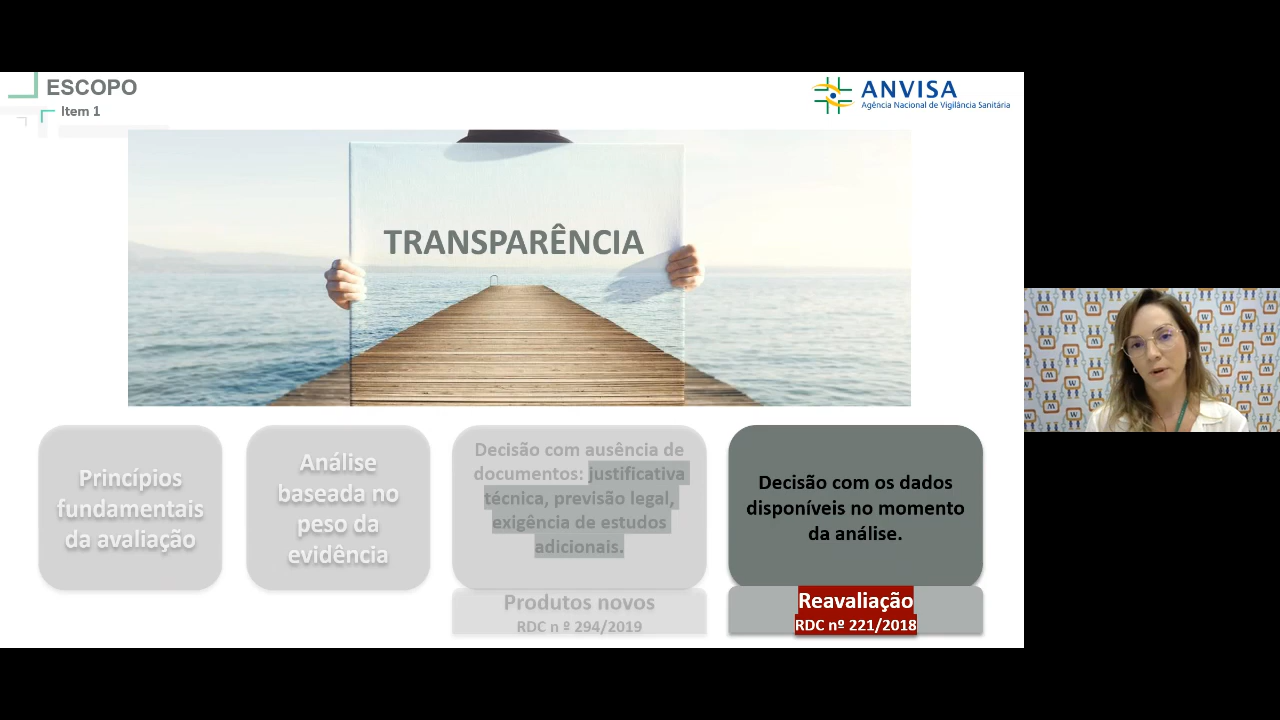 ESCOPO
Item 1
ANVISA
Agência Nacional de Vigilância Sanitária
TRANSPARÊNCIA
Princípios
fundamentais
da avaliação
Análise
baseada no
peso da
evidência
Decisão com ausência de
documentos: justificativa
técnica, previsão legal,
exigência de estudos
adicionais.
Produtos novos
RDC n º 294/2019
Decisão com os dados
disponíveis no momento
da análise.
Reavaliação
RDC nº 221/2018